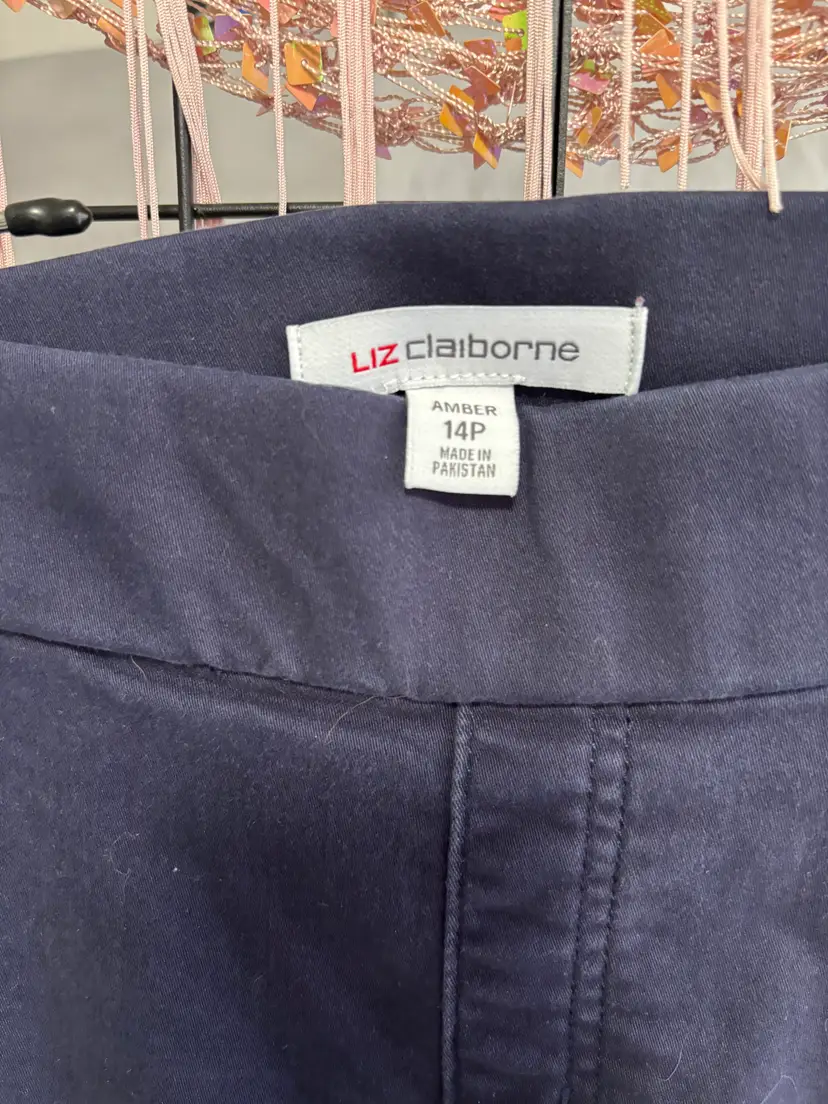 LIZ claiborne
AMBER
14P
MADE IN
PAKISTAN